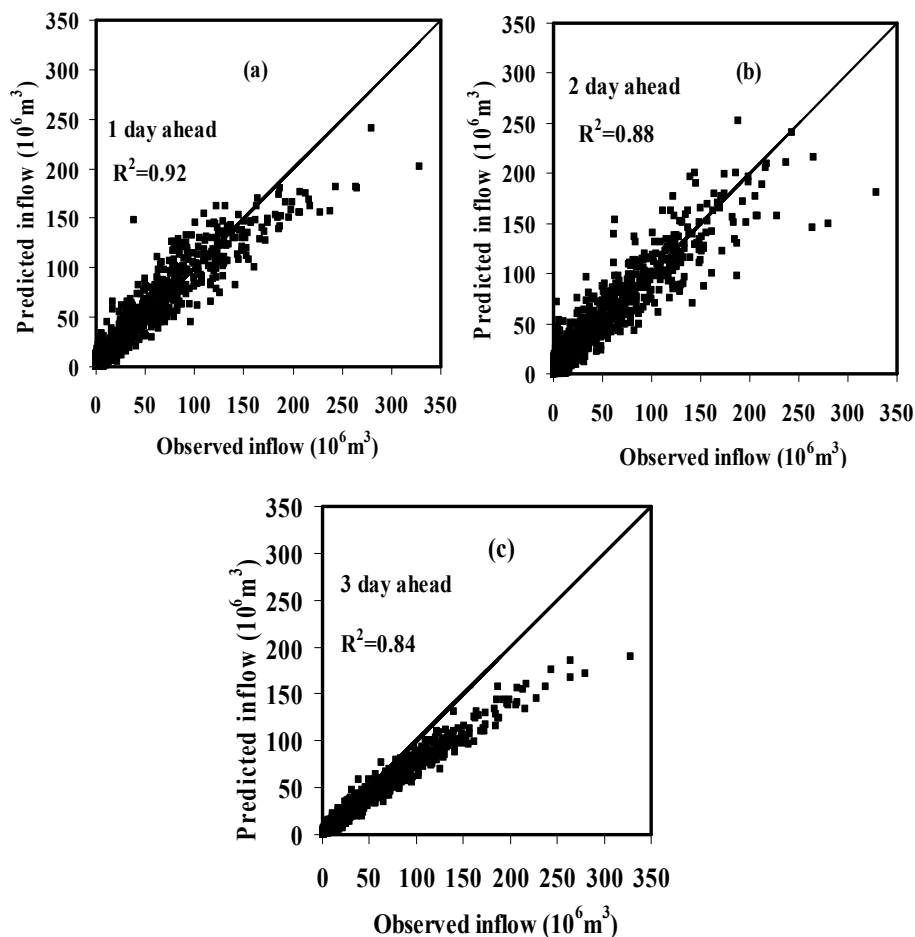 350
300
250
200
150
100
50
0
(a)
1 day ahead
R²=0.92
Predicted inflow (10⁶m³)
0 50 100 150 200 250 300 350
Observed inflow (10⁶m³)
350
300
250
200
150
100
50
0
(b)
2 day ahead
R²=0.88
Predicted inflow (10⁶m³)
0 50 100 150 200 250 300 350
Observed inflow (10⁶m³)
350
300
250
200
150
100
50
0
(c)
3 day ahead
R²=0.84
Predicted inflow (10⁶m³)
0 50 100 150 200 250 300 350
Observed inflow (10⁶m³)